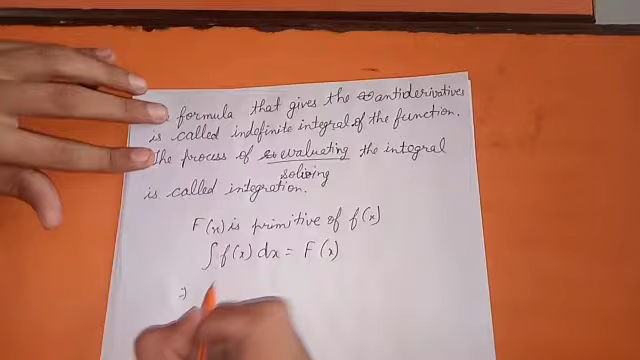 formula that gives the antiderivatives
is called indefinite integral of the function.
The process of evaluating the integral
solving
is called integration.
F(x) is primitive of f(x)
∫f(x) dx = F(x)
⇒